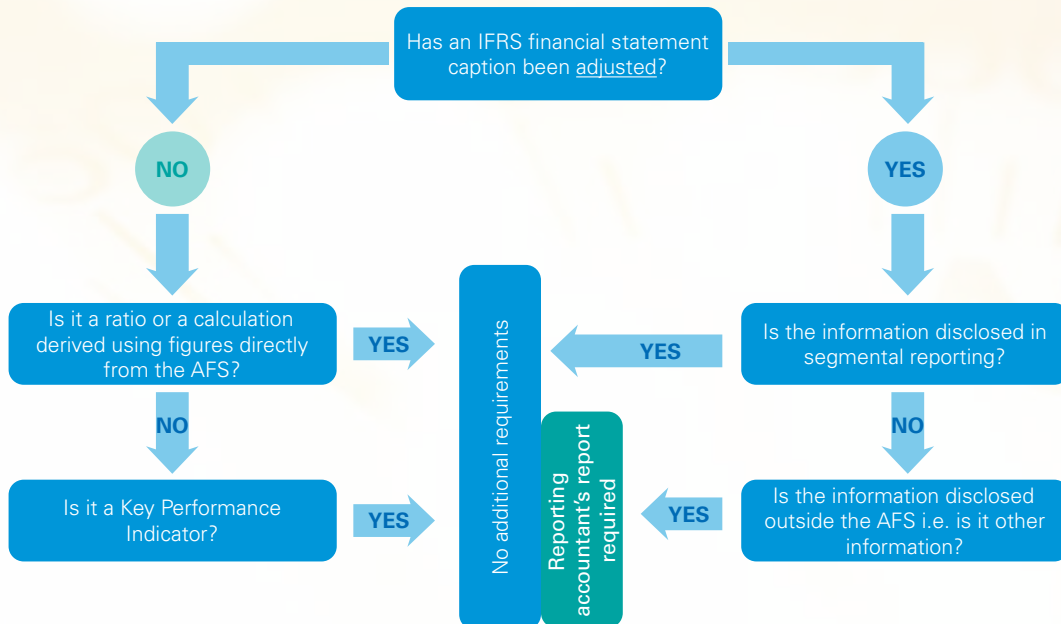 Has an IFRS financial statement
caption been adjusted?
NO
YES
Is it a ratio or a calculation
derived using figures directly
from the AFS?
YES
No additional requirements
YES
Is the information disclosed in
segmental reporting?
NO
NO
Is it a Key Performance
Indicator?
YES
Reporting
accountant's report
required
YES
Is the information disclosed
outside the AFS i.e. is it other
information?